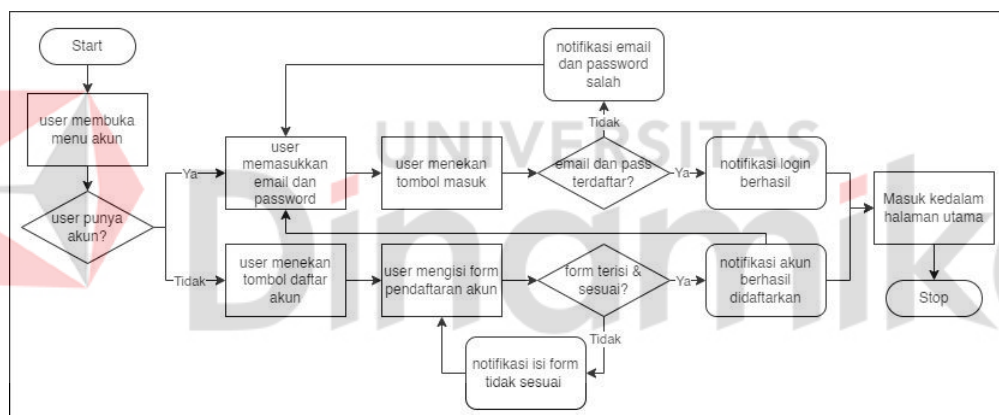 Start
user membuka
menu akun
user punya
akun?
Ya
Tidak
user
memasukkan
email dan
password
user menekan
tombol masuk
email dan pass
terdaftar?
Tidak
notifikasi email
dan password
salah
Ya
notifikasi login
berhasil
user menekan
tombol daftar
akun
user mengisi form
pendaftaran akun
form terisi &
sesuai?
Tidak
notifikasi isi form
tidak sesuai
Ya
notifikasi akun
berhasil
didaftarkan
Masuk kedalam
halaman utama
Stop
UNIVERSITAS
Dinamika